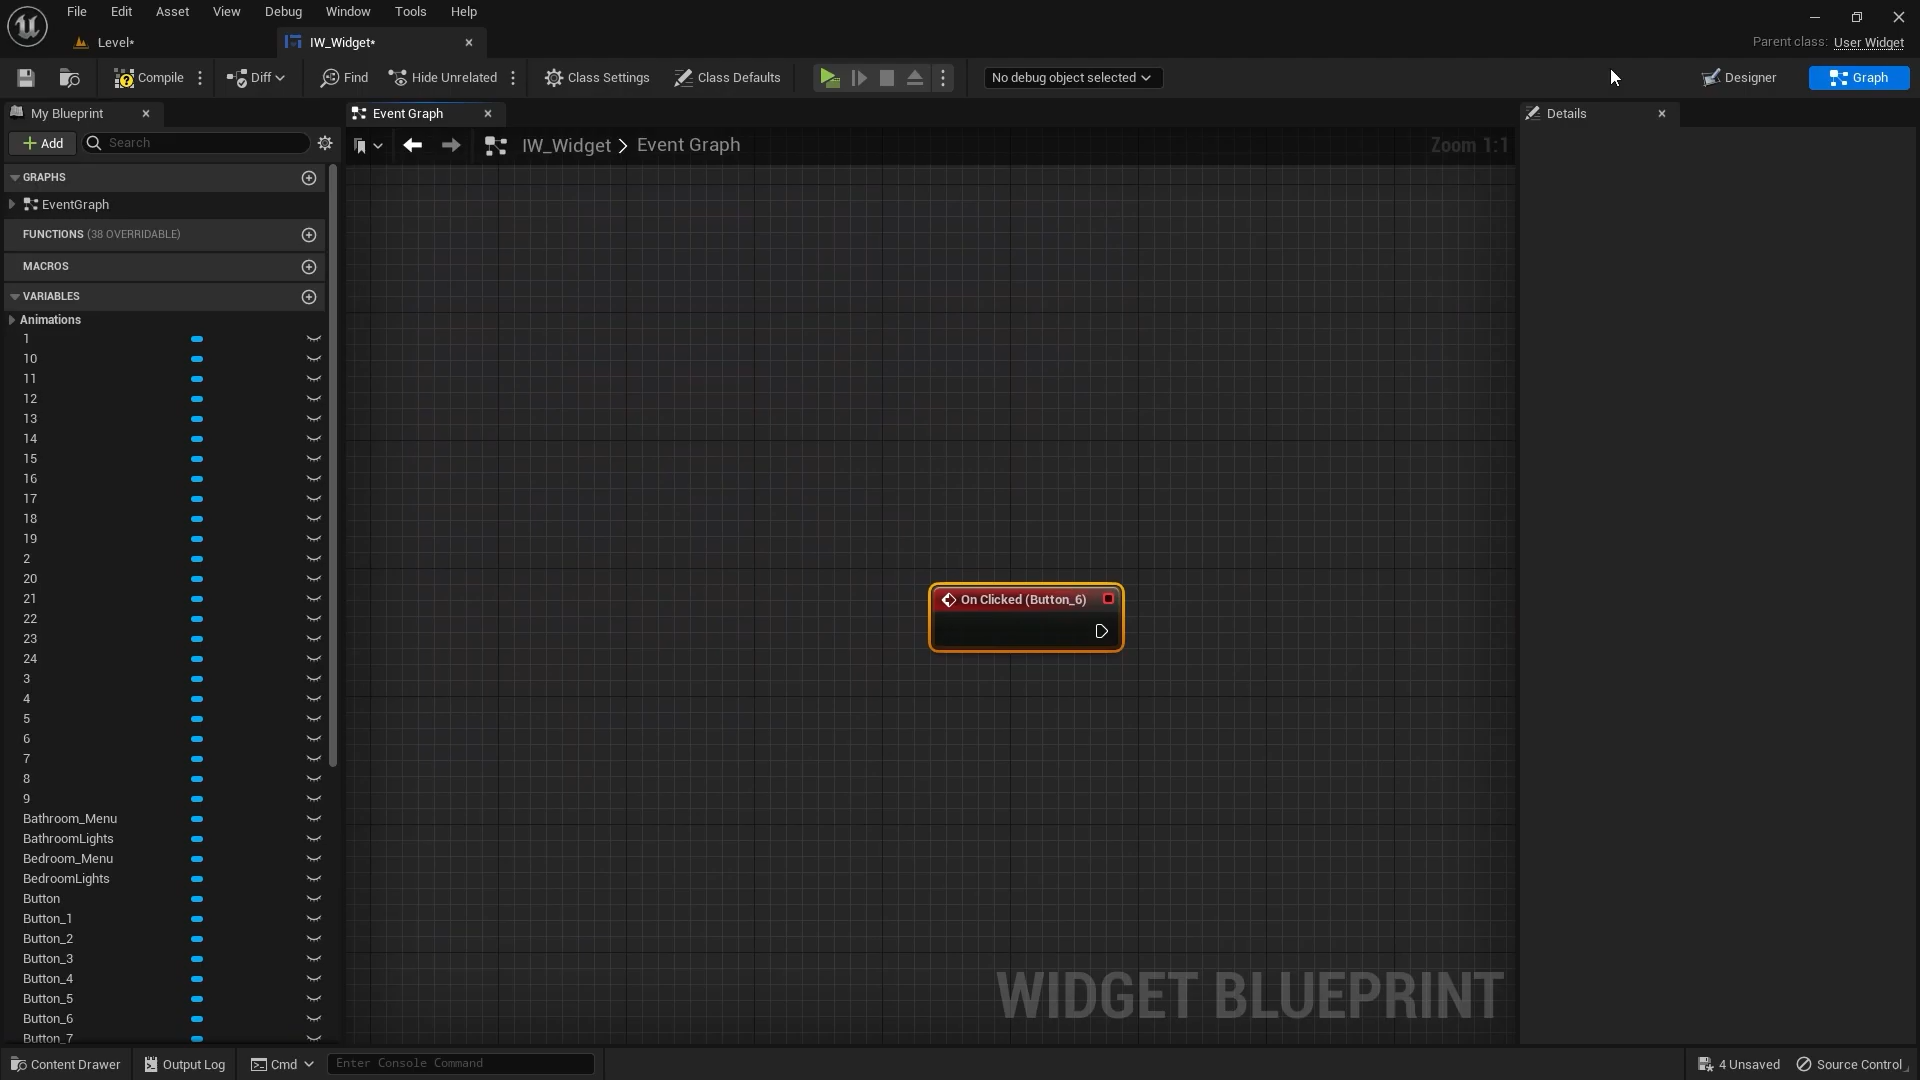 File Edit Asset View Debug Window Tools Help
Level* IW_Widget* Parent class: User Widget
Compile Diff Find Hide Unrelated Class Settings Class Defaults No debug object selected Designer Graph
My Blueprint Event Graph Details
Add Search IW_Widget > Event Graph Zoom 1:1
GRAPHS
EventGraph
FUNCTIONS (38 OVERRIDABLE)
MACROS
VARIABLES
Animations
1
10
11
12
13
14
15
16
17
18
19
2
20
21
22
23
24
3
4
5
6
7
8
9
Bathroom_Menu
BathroomLights
Bedroom_Menu
BedroomLights
Button
Button_1
Button_2
Button_3
Button_4
Button_5
Button_6
Button_7
On Clicked (Button_6)
WIDGET BLUEPRINT
Content Drawer Output Log Cmd Enter Console Command 4 Unsaved Source Control